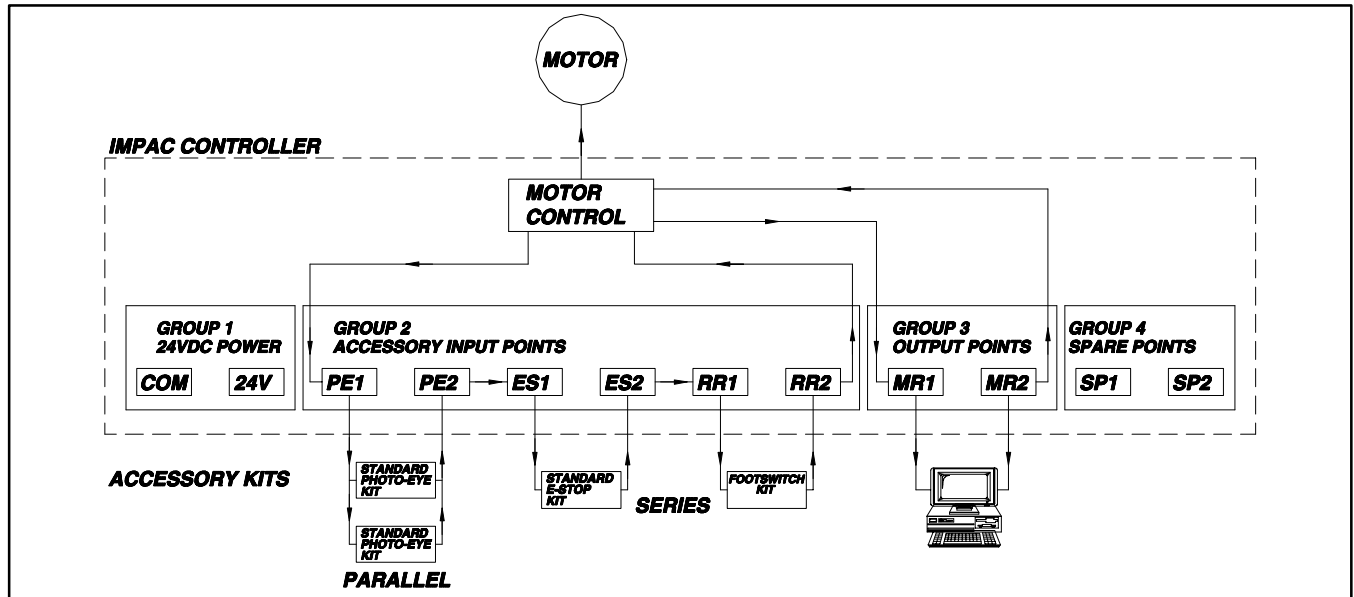 MOTOR
IMPAC CONTROLLER
MOTOR
CONTROL
GROUP 1
24VDC POWER
COM
24V
GROUP 2
ACCESSORY INPUT POINTS
PE1
PE2
ES1
ES2
RR1
RR2
GROUP 3
OUTPUT POINTS
MR1
MR2
GROUP 4
SPARE POINTS
SP1
SP2
ACCESSORY KITS
STANDARD
PHOTO-EYE
KIT
STANDARD
PHOTO-EYE
KIT
PARALLEL
STANDARD
E-STOP
KIT
SERIES
FOOTSWITCH
KIT